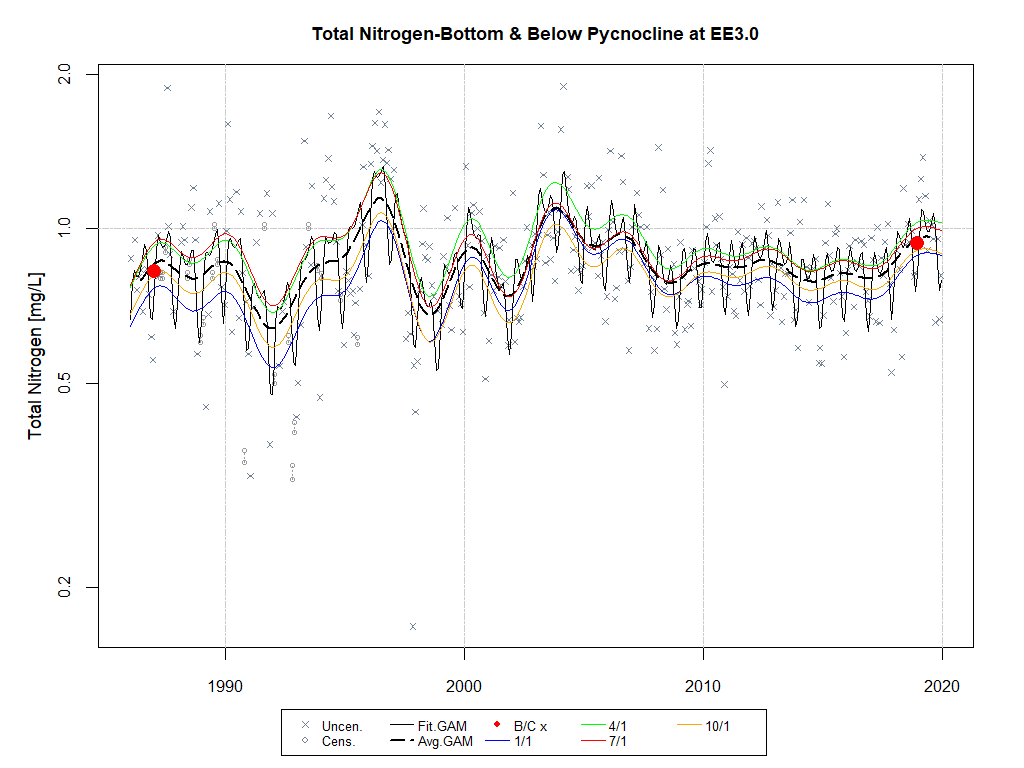 Total Nitrogen-Bottom & Below Pycnocline at EE3.0
Total Nitrogen [mg/L]
2.0
1.0
0.5
0.2
1990 2000 2010 2020
Uncen. Fit.GAM B/C x 4/1 10/1
Cens. Avg.GAM 1/1 7/1